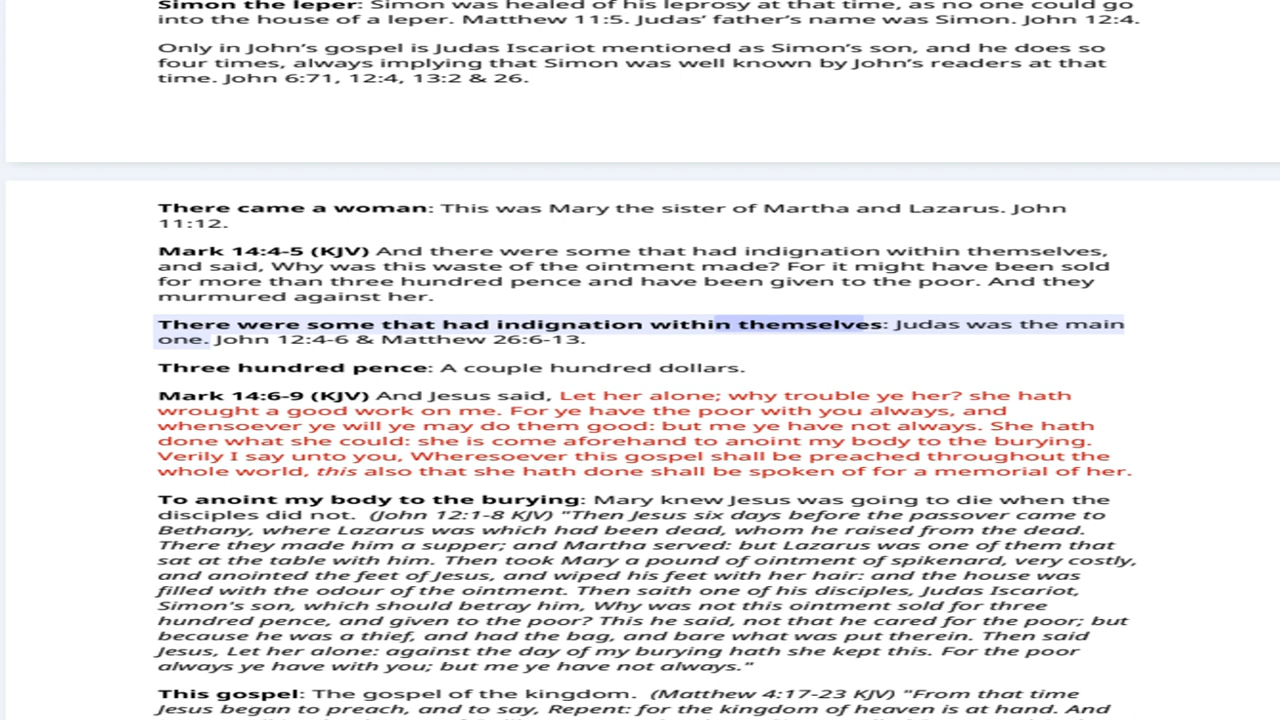 Simon the leper: Simon was healed of his leprosy at that time, as no one could go
into the house of a leper. Matthew 11:5. Judas’ father’s name was Simon. John 12:4.
Only in John’s gospel is Judas Iscariot mentioned as Simon’s son, and he does so
four times, always implying that Simon was well known by John’s readers at that
time. John 6:71, 12:4, 13:2 & 26.
There came a woman: This was Mary the sister of Martha and Lazarus. John
11:12.
Mark 14:4-5 (KJV) And there were some that had indignation within themselves,
and said, Why was this waste of the ointment made? For it might have been sold
for more than three hundred pence and have been given to the poor. And they
murmured against her.
There were some that had indignation within themselves: Judas was the main
one. John 12:4-6 & Matthew 26:6-13.
Three hundred pence: A couple hundred dollars.
Mark 14:6-9 (KJV) And Jesus said, Let her alone; why trouble ye her? she hath
wrought a good work on me. For ye have the poor with you always, and
whensoever ye will ye may do them good: but me ye have not always. She hath
done what she could: she is come aforehand to anoint my body to the burying.
Verily I say unto you, Wheresoever this gospel shall be preached throughout the
whole world, this also that she hath done shall be spoken of for a memorial of her.
To anoint my body to the burying: Mary knew Jesus was going to die when the
disciples did not. (John 12:1-8 KJV) "Then Jesus six days before the passover came to
Bethany, where Lazarus was which had been dead, whom he raised from the dead.
There they made him a supper; and Martha served: but Lazarus was one of them that
sat at the table with him. Then took Mary a pound of ointment of spikenard, very costly,
and anointed the feet of Jesus, and wiped his feet with her hair: and the house was
filled with the odour of the ointment. Then saith one of his disciples, Judas Iscariot,
Simon's son, which should betray him, Why was not this ointment sold for three
hundred pence, and given to the poor? This he said, not that he cared for the poor; but
because he was a thief, and had the bag, and bare what was put therein. Then said
Jesus, Let her alone: against the day of my burying hath she kept this. For the poor
always ye have with you; but me ye have not always."
This gospel: The gospel of the kingdom. (Matthew 4:17-23 KJV) "From that time
Jesus began to preach, and to say, Repent: for the kingdom of heaven is at hand. And